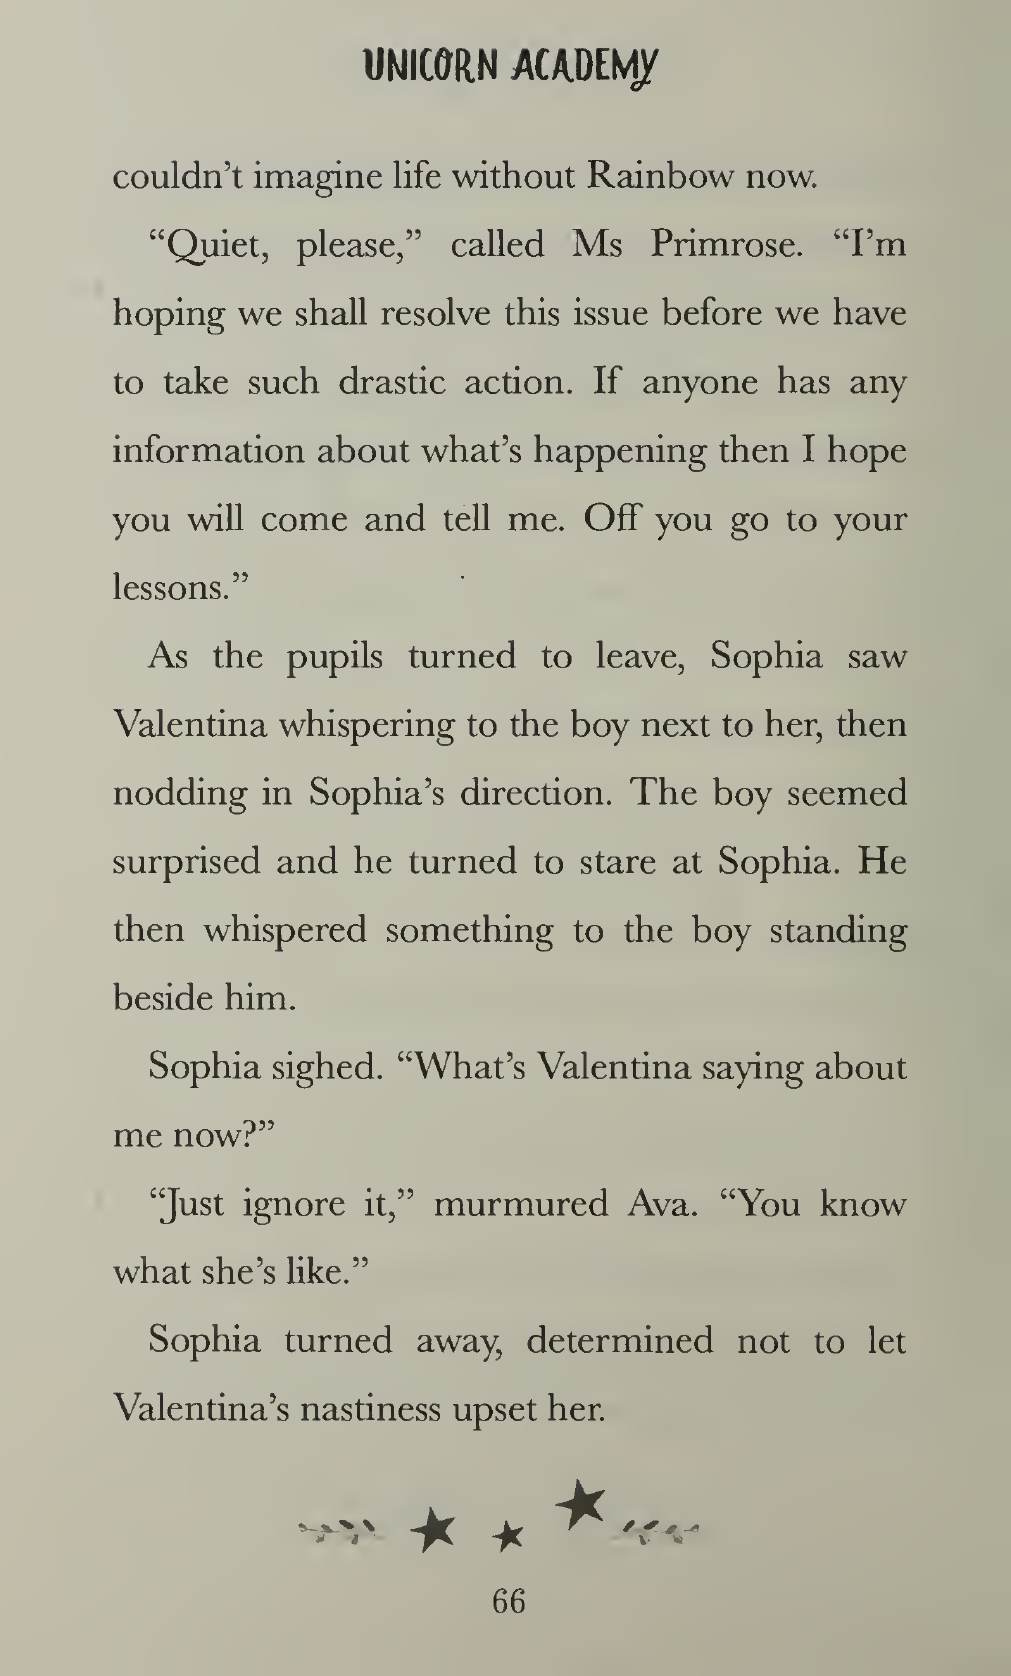 UNICORN ACADEMY
couldn’t imagine life without Rainbow now.
“Quiet, please,” called Ms Primrose. “I’m
hoping we shall resolve this issue before we have
to take such drastic action. If anyone has any
information about what’s happening then I hope
you will come and tell me. Off you go to your
lessons.”
As the pupils turned to leave, Sophia saw
Valentina whispering to the boy next to her, then
nodding in Sophia’s direction. The boy seemed
surprised and he turned to stare at Sophia. He
then whispered something to the boy standing
beside him.
Sophia sighed. “What’s Valentina saying about
me now?”
“Just ignore it,” murmured Ava. “You know
what she’s like.”
Sophia turned away, determined not to let
Valentina’s nastiness upset her.
66